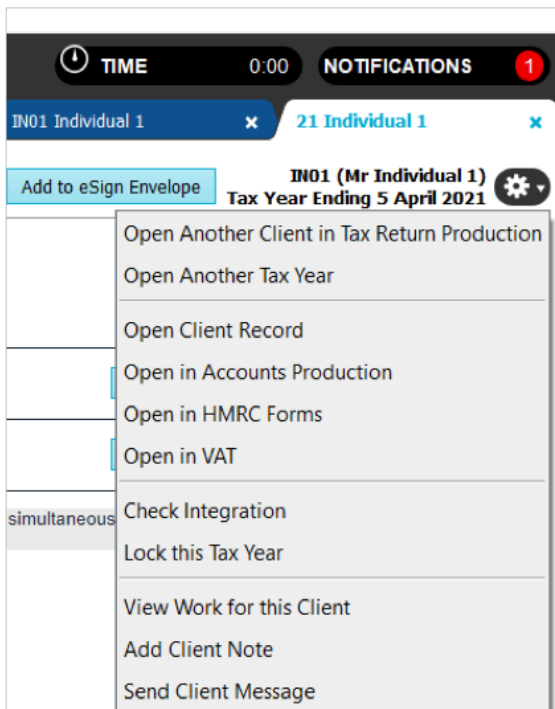 TIME 0:00 NOTIFICATIONS 1
IN01 Individual 1 × 21 Individual 1 ×
Add to eSign Envelope
IN01 (Mr Individual 1)
Tax Year Ending 5 April 2021
Open Another Client in Tax Return Production
Open Another Tax Year
Open Client Record
Open in Accounts Production
Open in HMRC Forms
Open in VAT
simultaneous
Check Integration
Lock this Tax Year
View Work for this Client
Add Client Note
Send Client Message